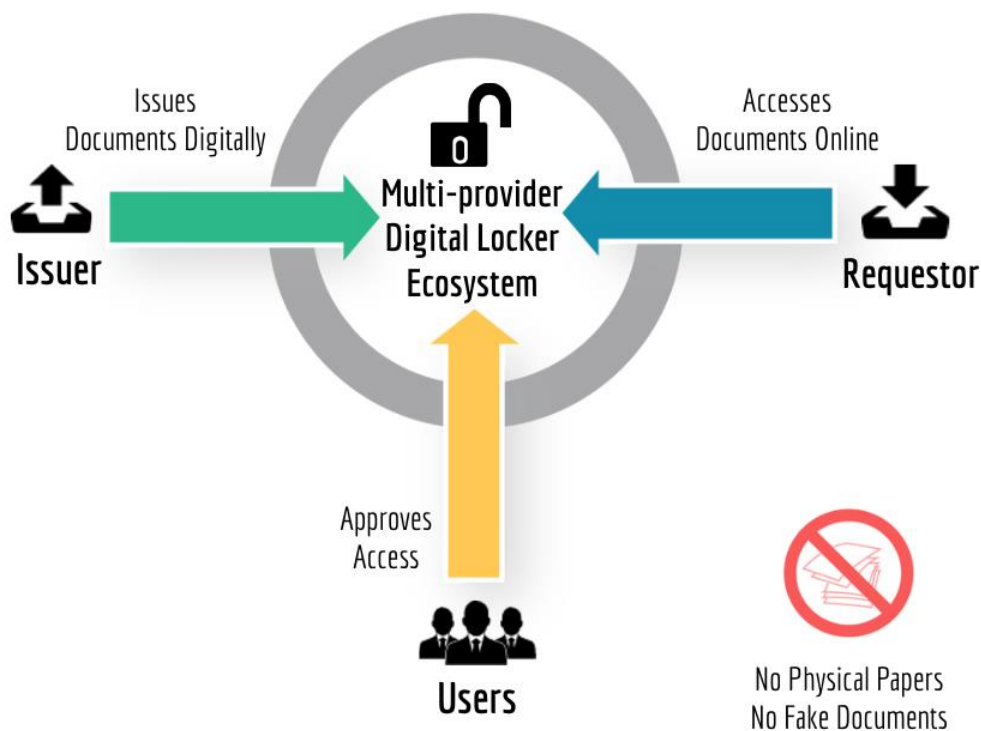 Issues
Documents Digitally
Accesses
Documents Online
Issuer
Multi-provider
Digital Locker
Ecosystem
Requestor
Approves
Access
Users
No Physical Papers
No Fake Documents